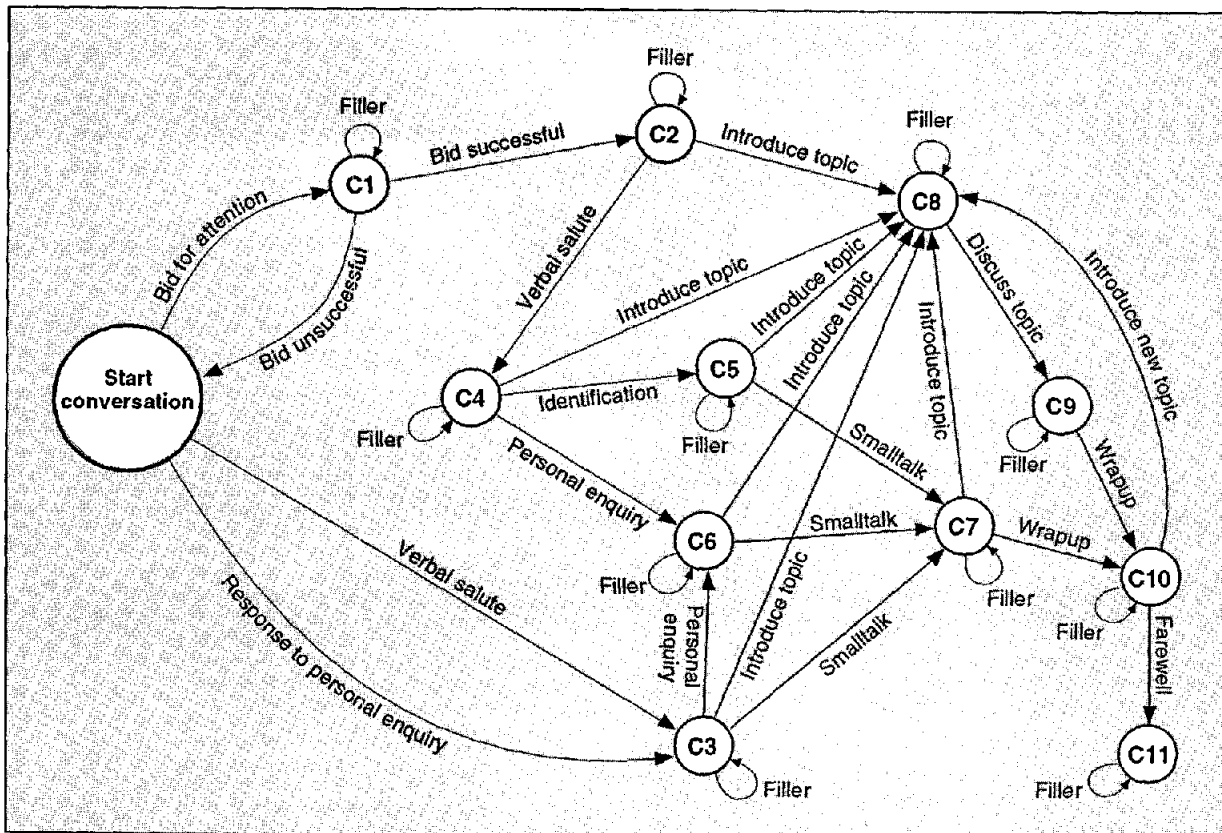 Filler
C2
Filler
C1
Bid successful
Introduce topic
Filler
C8
Bid for attention
Bid unsuccessful
Verbal salute
Introduce topic
Introduce topic
Introduce topic
Introduce topic
Discuss topic
Introduce new topic
Start
conversation
C4
Filler
Identification
C5
Filler
C9
Filler
Personal enquiry
Smalltalk
Wrapup
C6
Filler
Smalltalk
C7
Filler
Wrapup
C10
Filler
Verbal salute
Response to personal enquiry
Personal
enquiry
Introduce topic
Smalltalk
Farewell
C3
Filler
C11
Filler